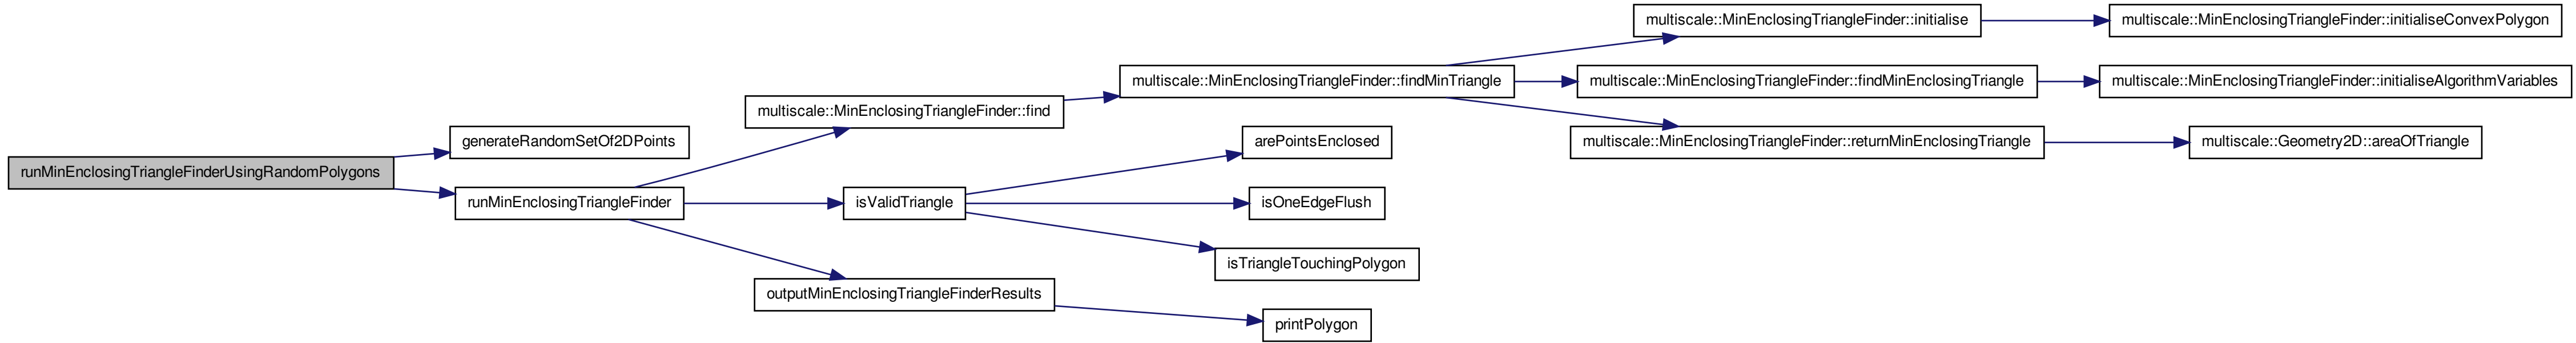 multiscale::MinEnclosingTriangleFinder::initialise
multiscale::MinEnclosingTriangleFinder::initialiseConvexPolygon
multiscale::MinEnclosingTriangleFinder::findMinTriangle
multiscale::MinEnclosingTriangleFinder::findMinEnclosingTriangle
multiscale::MinEnclosingTriangleFinder::initialiseAlgorithmVariables
multiscale::MinEnclosingTriangleFinder::find
generateRandomSetOf2DPoints
arePointsEnclosed
multiscale::MinEnclosingTriangleFinder::returnMinEnclosingTriangle
multiscale::Geometry2D::areaOfTriangle
runMinEnclosingTriangleFinderUsingRandomPolygons
runMinEnclosingTriangleFinder
isValidTriangle
isOneEdgeFlush
isTriangleTouchingPolygon
outputMinEnclosingTriangleFinderResults
printPolygon